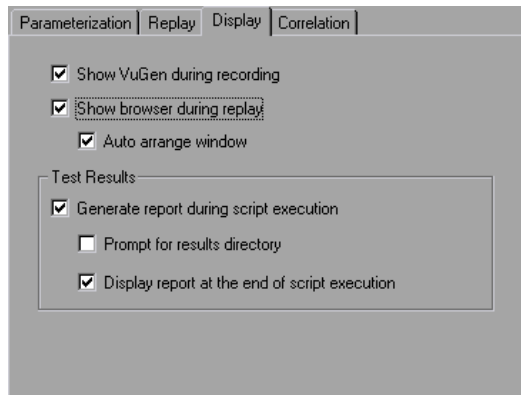 Parameterization Replay Display Correlation
Show VuGen during recording
Show browser during replay
Auto arrange window
Test Results
Generate report during script execution
Prompt for results directory
Display report at the end of script execution